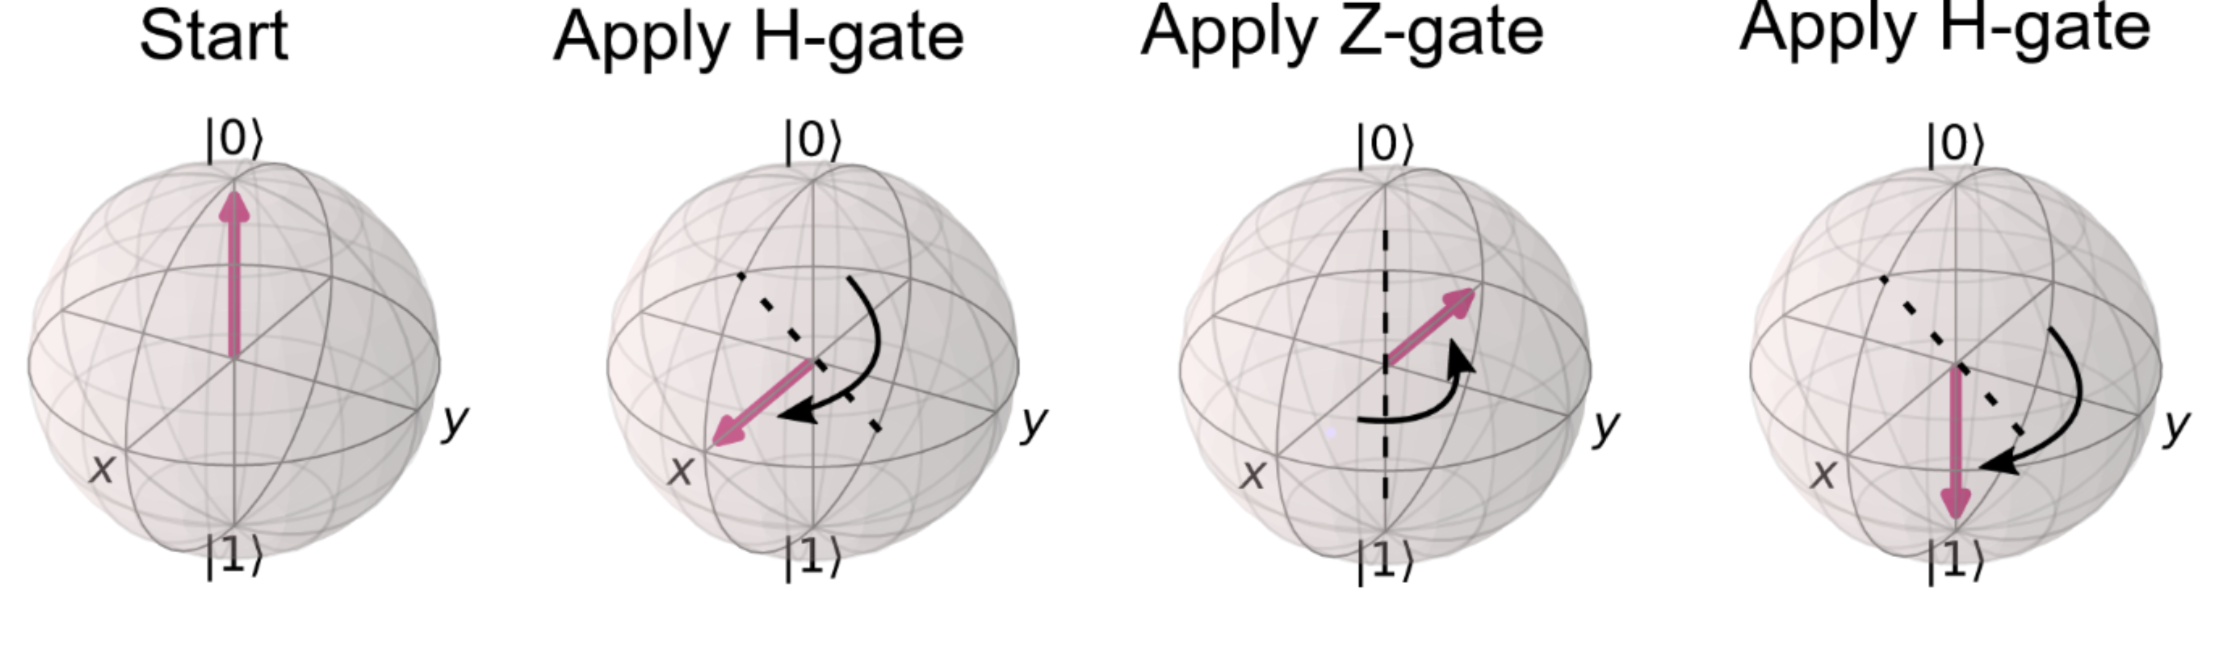 Start
Apply H-gate
Apply Z-gate
Apply H-gate
|0⟩
|0⟩
|0⟩
|0⟩
x
y
x
y
x
y
x
y
|1⟩
|1⟩
|1⟩
|1⟩